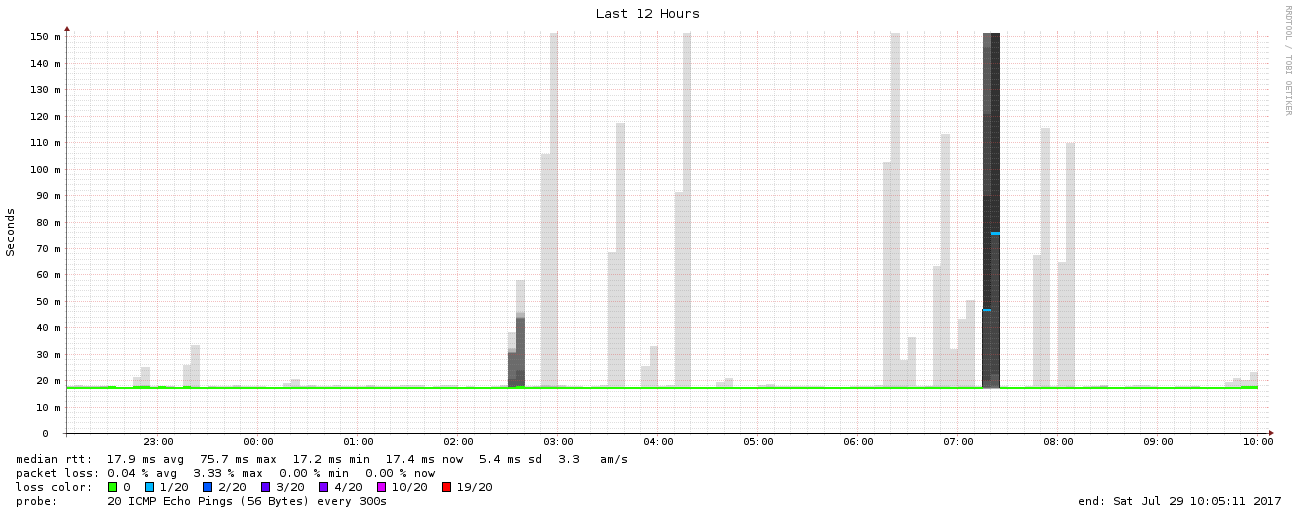 Last 12 Hours
RRDTOOL / TOBI OETIKER
Seconds
150 m
140 m
130 m
120 m
110 m
100 m
90 m
80 m
70 m
60 m
50 m
40 m
30 m
20 m
10 m
0
23:00 00:00 01:00 02:00 03:00 04:00 05:00 06:00 07:00 08:00 09:00 10:00
median rtt: 17.9 ms avg 75.7 ms max 17.2 ms min 17.4 ms now 5.4 ms sd 3.3 am/s
packet loss: 0.04 % avg 3.33 % max 0.00 % min 0.00 % now
loss color: 0 1/20 2/20 3/20 4/20 10/20 19/20
probe: 20 ICMP Echo Pings (56 Bytes) every 300s end: Sat Jul 29 10:05:11 2017